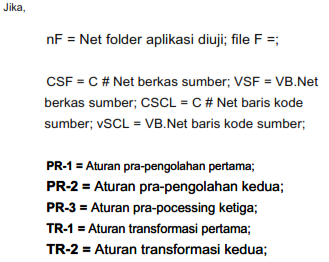 Jika,
nF = Net folder aplikasi diuji; file F =;
CSF = C # Net berkas sumber; VSF = VB.Net
berkas sumber; CSCL = C # Net baris kode
sumber; vSCL = VB.Net baris kode sumber;
PR-1 = Aturan pra-pengolahan pertama;
PR-2 = Aturan pra-pengolahan kedua;
PR-3 = Aturan pra-pocessing ketiga;
TR-1 = Aturan transformasi pertama;
TR-2 = Aturan transformasi kedua;